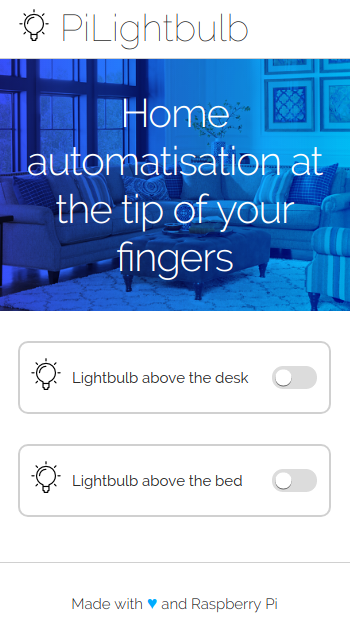 PiLightbulb
Home
automatisation at
the tip of your
fingers
Lightbulb above the desk
Lightbulb above the bed
Made with ♥ and Raspberry Pi